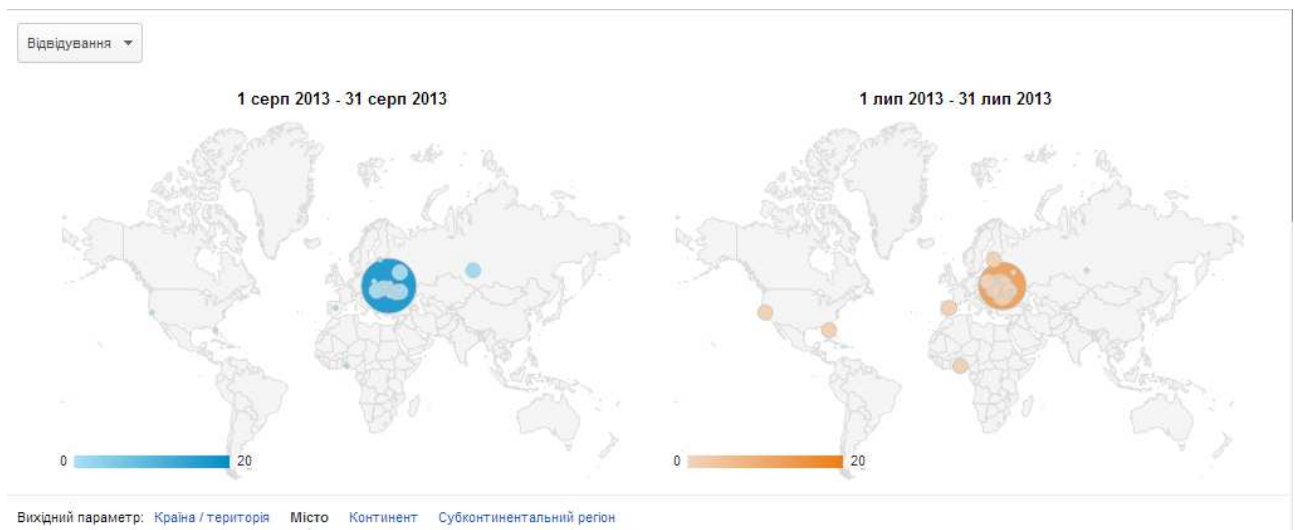 Відвідування
1 серп 2013 - 31 серп 2013
1 лип 2013 - 31 лип 2013
0 20
0 20
Вихідний параметр: Країна / територія Місто Континент Субконтинентальний регіон